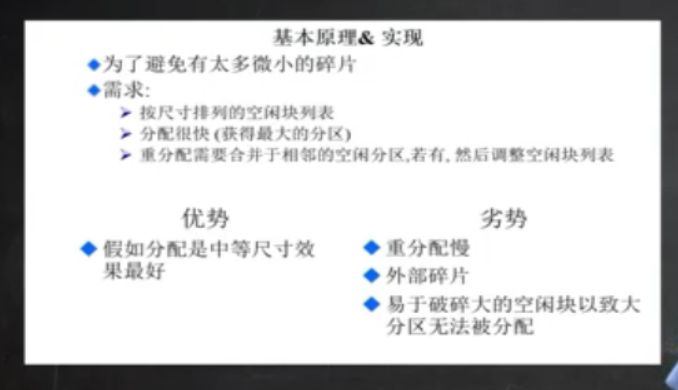 基本原理& 实现
为了避免有太多微小的碎片
需求:
按尺寸排列的空闲块列表
分配很快 (获得最大的分区)
重分配需要合并于相邻的空闲分区,若有, 然后调整空闲块列表
优势
假如分配是中等尺寸效
果最好
劣势
重分配慢
外部碎片
易于破碎大的空闲块以致大
分区无法被分配